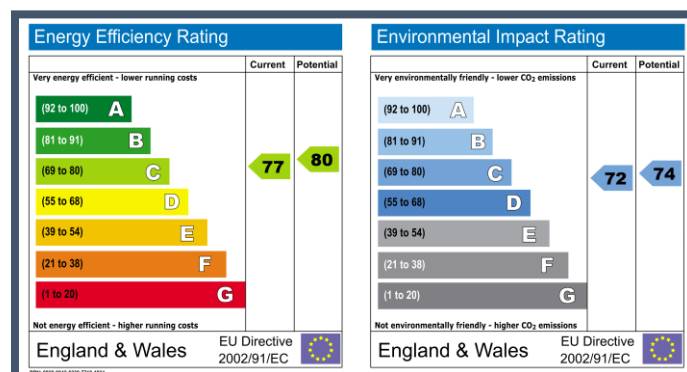 Energy Efficiency Rating
Current Potential
Very energy efficient - lower running costs
(92 to 100) A
(81 to 91) B
(69 to 80) C
77 80
(55 to 68) D
(39 to 54) E
(21 to 38) F
(1 to 20) G
Not energy efficient - higher running costs
England & Wales
EU Directive
2002/91/EC
Environmental Impact Rating
Current Potential
Very environmentally friendly - lower CO₂ emissions
(92 to 100) A
(81 to 91) B
(69 to 80) C
72 74
(55 to 68) D
(39 to 54) E
(21 to 38) F
(1 to 20) G
Not environmentally friendly - higher CO₂ emissions
England & Wales
EU Directive
2002/91/EC